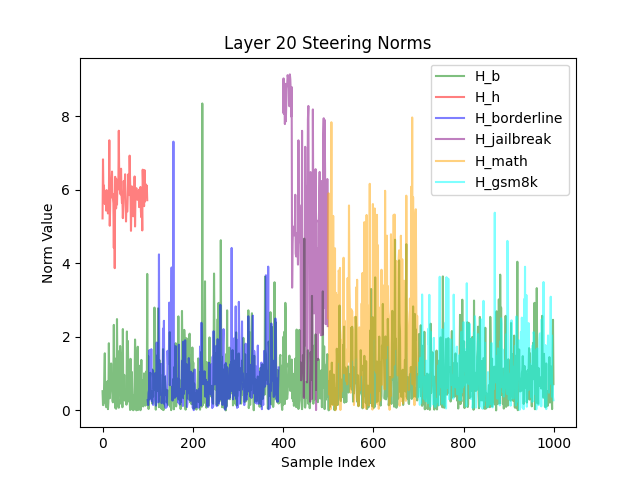 Layer 20 Steering Norms
H_b
H_h
H_borderline
H_jailbreak
H_math
H_gsm8k
8
6
4
2
0
Norm Value
0
200
400
600
800
1000
Sample Index